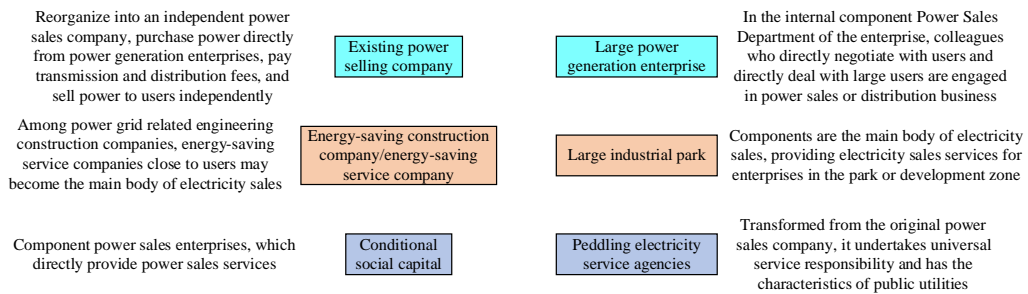 Reorganize into an independent power
sales company, purchase power directly
from power generation enterprises, pay
transmission and distribution fees, and
sell power to users independently
Existing power
selling company
Large power
generation enterprise
In the internal component Power Sales
Department of the enterprise, colleagues
who directly negotiate with users and
directly deal with large users are engaged
in power sales or distribution business
Among power grid related engineering
construction companies, energy-saving
service companies close to users may
become the main body of electricity sales
Energy-saving construction
company/energy-saving
service company
Large industrial park
Components are the main body of electricity
sales, providing electricity sales services for
enterprises in the park or development zone
Component power sales enterprises, which
directly provide power sales services
Conditional
social capital
Peddling electricity
service agencies
Transformed from the original power
sales company, it undertakes universal
service responsibility and has the
characteristics of public utilities